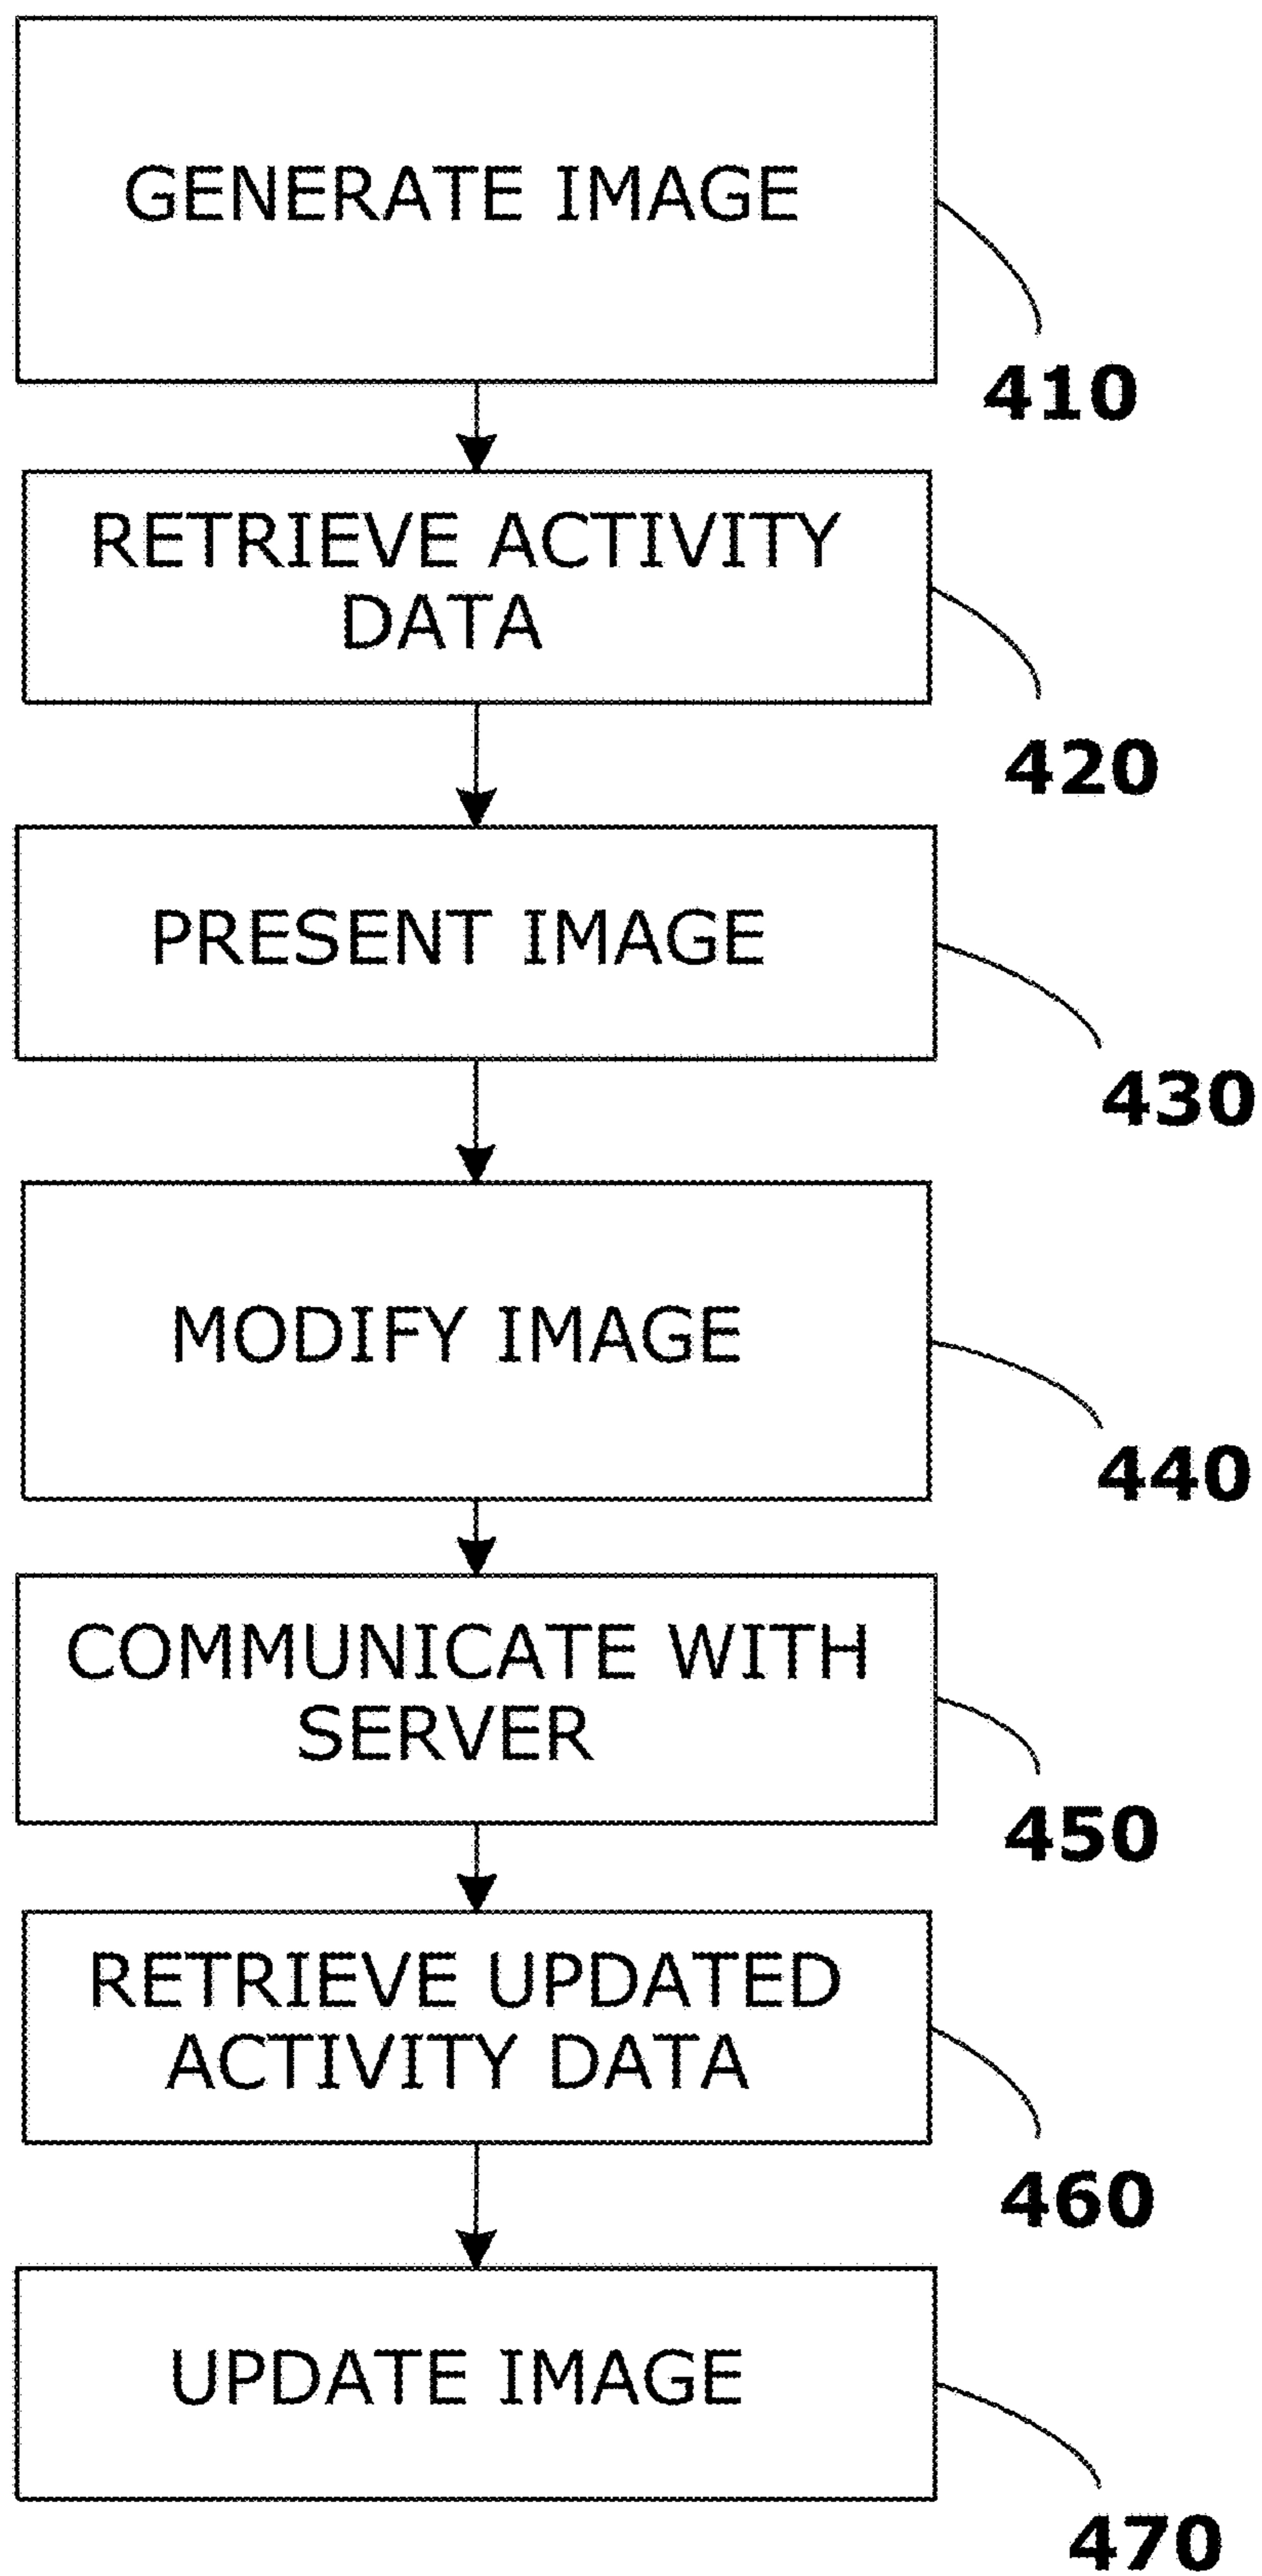 GENERATE IMAGE
410
RETRIEVE ACTIVITY
DATA
420
PRESENT IMAGE
430
MODIFY IMAGE
440
COMMUNICATE WITH
SERVER
450
RETRIEVE UPDATED
ACTIVITY DATA
460
UPDATE IMAGE
470